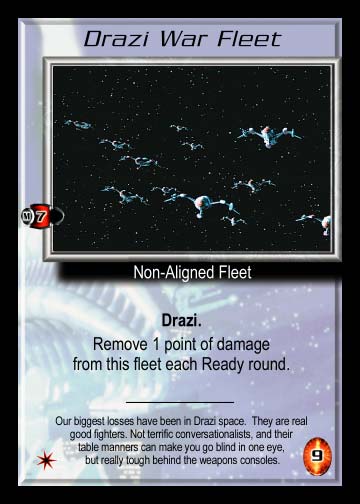 Drazi War Fleet
M 7
Non-Aligned Fleet
Drazi.
Remove 1 point of damage
from this fleet each Ready round.
Our biggest losses have been in Drazi space. They are real
good fighters. Not terrific conversationalists, and their
table manners can make you go blind in one eye,
but really tough behind the weapons consoles.
9